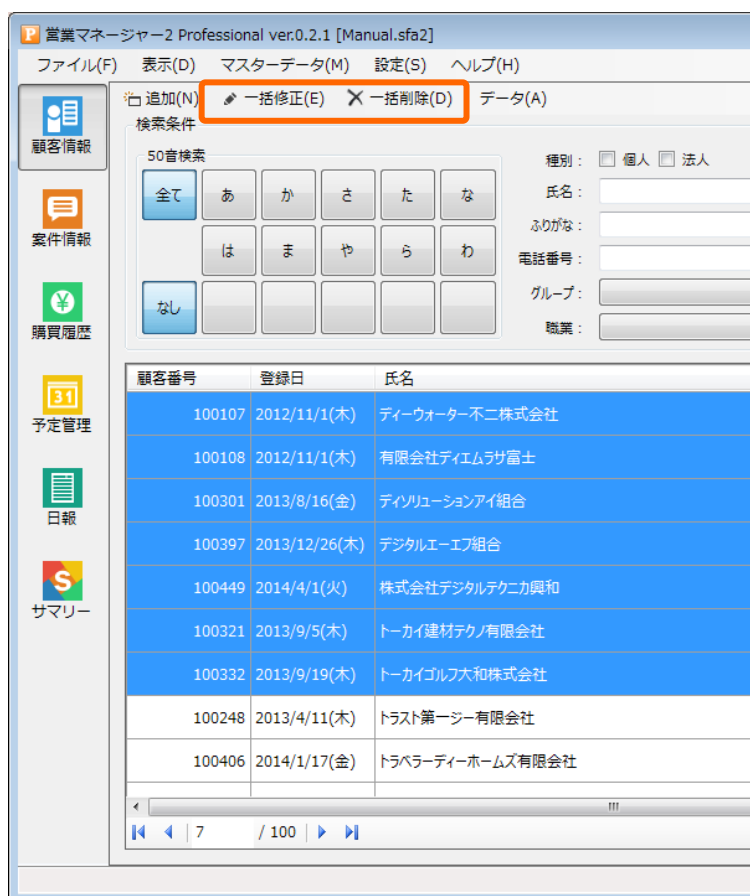 P 営業マネージャー2 Professional ver.0.2.1 [Manual.sfa2]
ファイル(F) 表示(D) マスターデータ(M) 設定(S) ヘルプ(H)
追加(N) 一括修正(E) 一括削除(D) データ(A)
顧客情報
案件情報
購買履歴
31
予定管理
日報
S
サマリー
検索条件
50音検索
全て あ か さ た な
は ま や ら わ
なし
種別： 個人 法人
氏名：
ふりがな：
電話番号：
グループ：
職業：
顧客番号 登録日 氏名
100107 2012/11/1(木) ディーウォーター不二株式会社
100108 2012/11/1(木) 有限会社ディエムラサ富士
100301 2013/8/16(金) ディソリューションアイ組合
100397 2013/12/26(木) デジタルエーエフ組合
100449 2014/4/1(火) 株式会社デジタルテクニカ興和
100321 2013/9/5(木) トーカイ建材テクノ有限会社
100332 2013/9/19(木) トーカイゴルフ大和株式会社
100248 2013/4/11(木) トラスト第一ジー有限会社
100406 2014/1/17(金) トラベラーディーホームズ有限会社
7 / 100